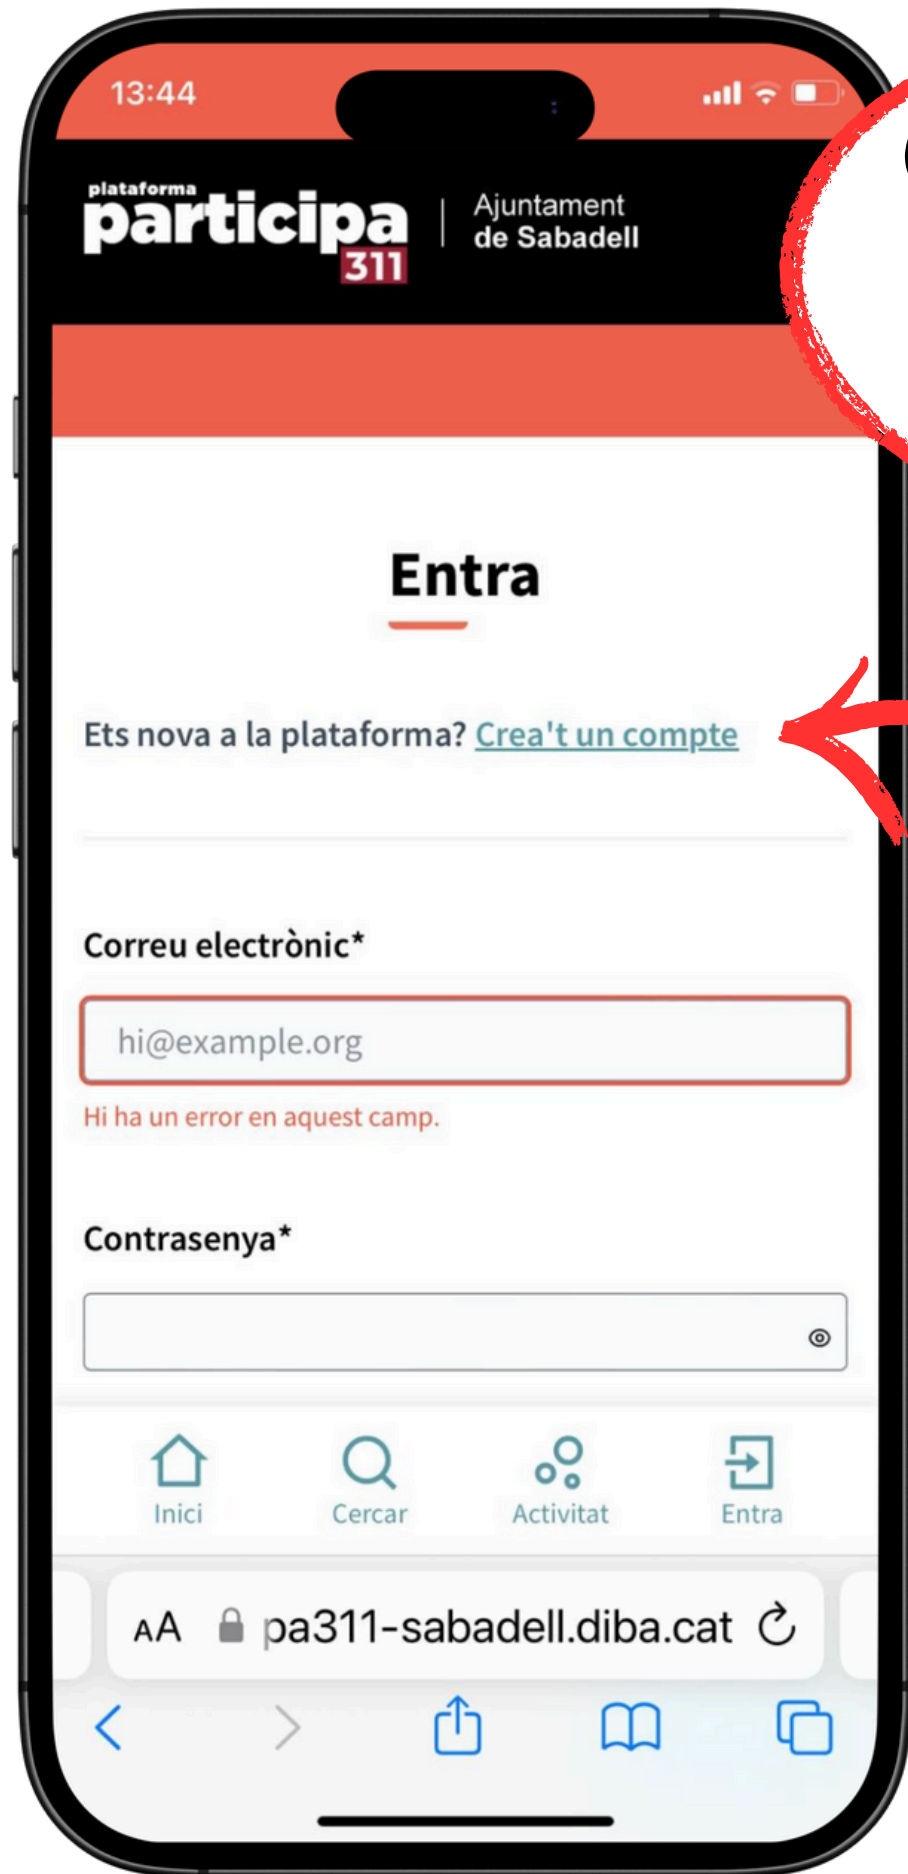 13:44
plataforma
participa
311
Ajuntament
de Sabadell
Entra
Ets nova a la plataforma? Crea't un compte
Correu electrònic*
hi@example.org
Hi ha un error en aquest camp.
Contrasenya*
Inici Cercar Activitat Entra
AA pa311-sabadell.diba.cat